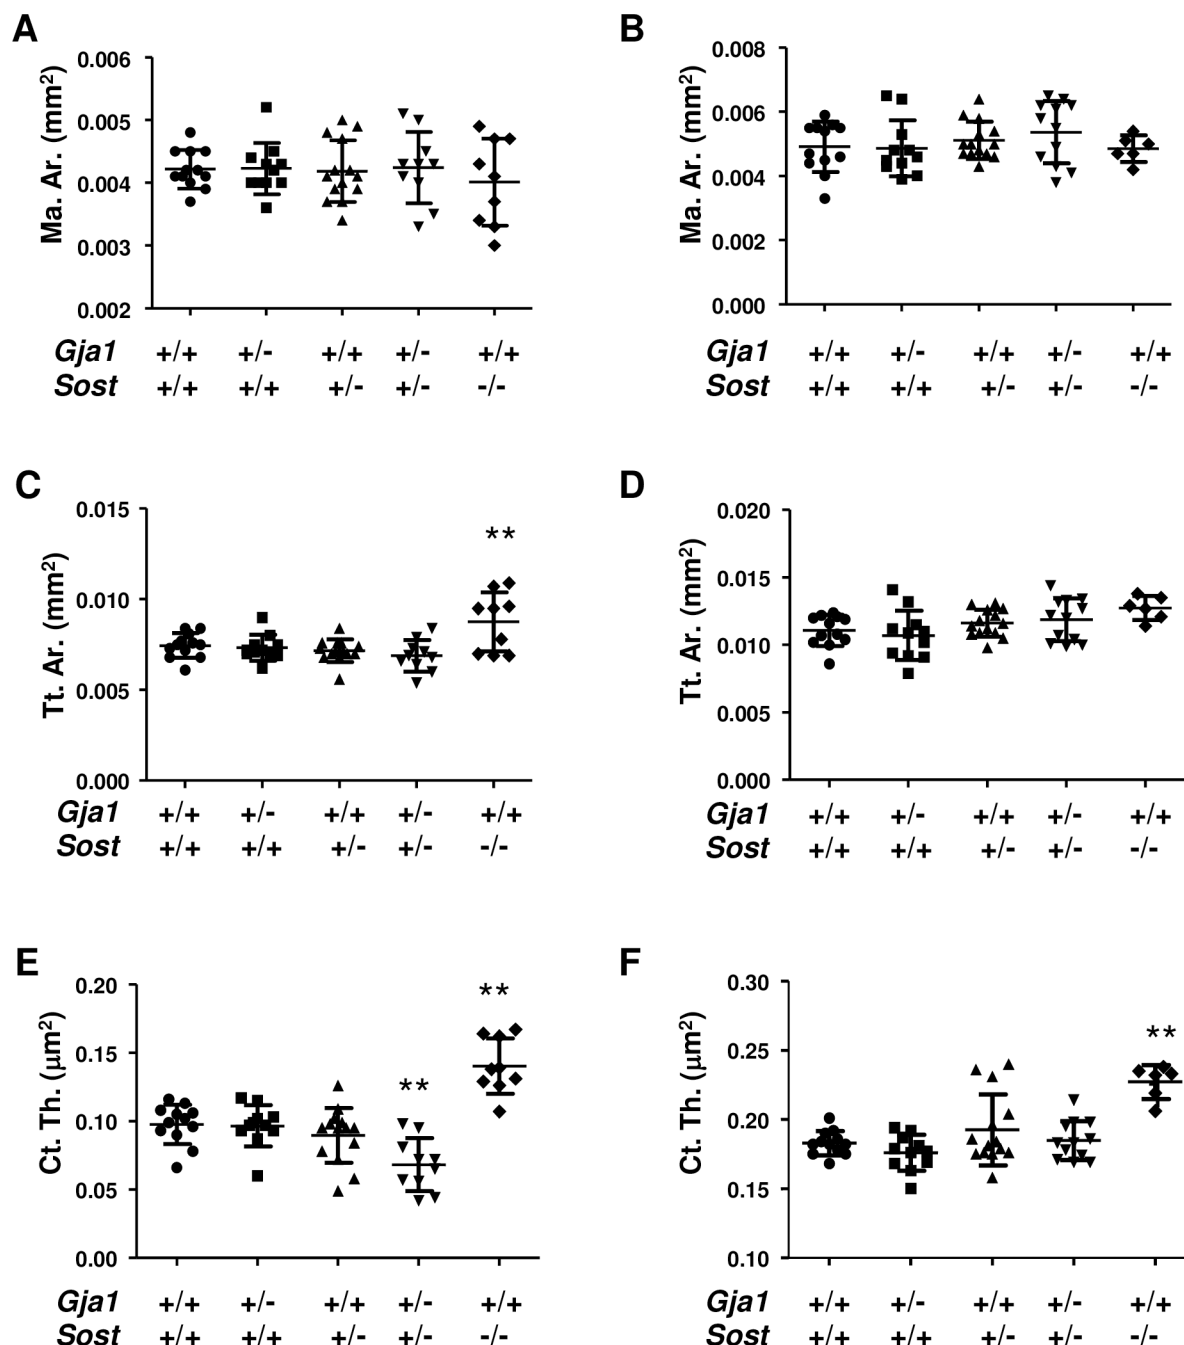 A
Ma. Ar. (mm²)
0.006
0.005
0.004
0.003
0.002
Gja1 +/+ +/- +/+ +/- +/+
Sost +/+ +/+ +/- +/- -/-
B
Ma. Ar. (mm²)
0.008
0.006
0.004
0.002
0.000
Gja1 +/+ +/- +/+ +/- +/+
Sost +/+ +/+ +/- +/- -/-
C
Tt. Ar. (mm²)
0.015
0.010
0.005
0.000
**
Gja1 +/+ +/- +/+ +/- +/+
Sost +/+ +/+ +/- +/- -/-
D
Tt. Ar. (mm²)
0.020
0.015
0.010
0.005
0.000
Gja1 +/+ +/- +/+ +/- +/+
Sost +/+ +/+ +/- +/- -/-
E
Ct. Th. (μm²)
0.20
0.15
0.10
0.05
0.00
**
**
Gja1 +/+ +/- +/+ +/- +/+
Sost +/+ +/+ +/- +/- -/-
F
Ct. Th. (μm²)
0.30
0.25
0.20
0.15
0.10
**
Gja1 +/+ +/- +/+ +/- +/+
Sost +/+ +/+ +/- +/- -/-